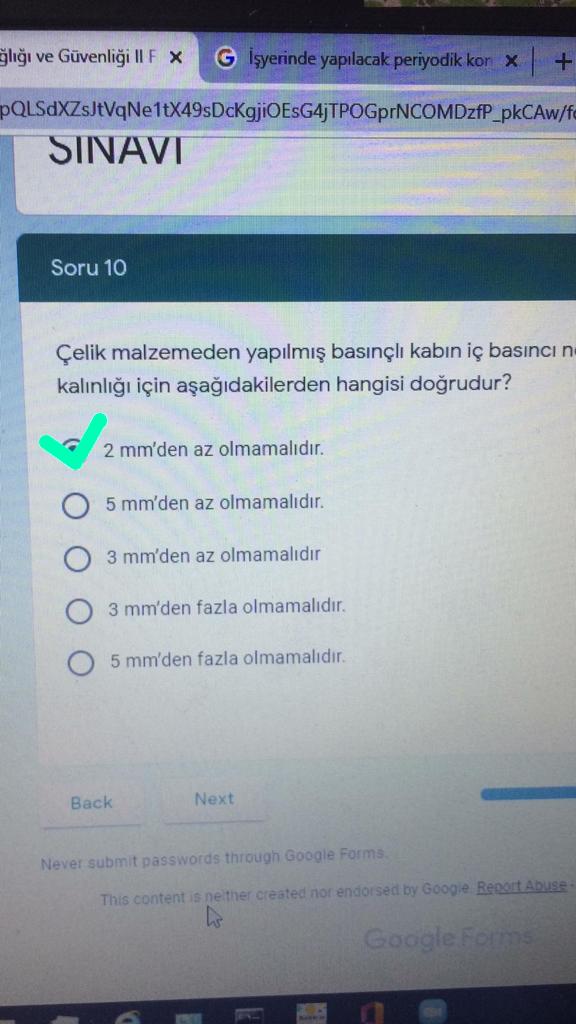 ğlığı ve Güvenliği II F
İşyerinde yapılacak periyodik kon
pQLSdXZsJtVqNe1tX49sDcKgjiOEsG4jTPOGprNCOMDzfP_pkCAw/fo
SINAVI
Soru 10
Çelik malzemeden yapılmış basınçlı kabın iç basıncı ne
kalınlığı için aşağıdakilerden hangisi doğrudur?
2 mm'den az olmamalıdır.
5 mm'den az olmamalıdır.
3 mm'den az olmamalıdır
3 mm'den fazla olmamalıdır.
5 mm'den fazla olmamalıdır.
Back
Next
Never submit passwords through Google Forms.
This content is neither created nor endorsed by Google. Report Abuse -
Google Forms